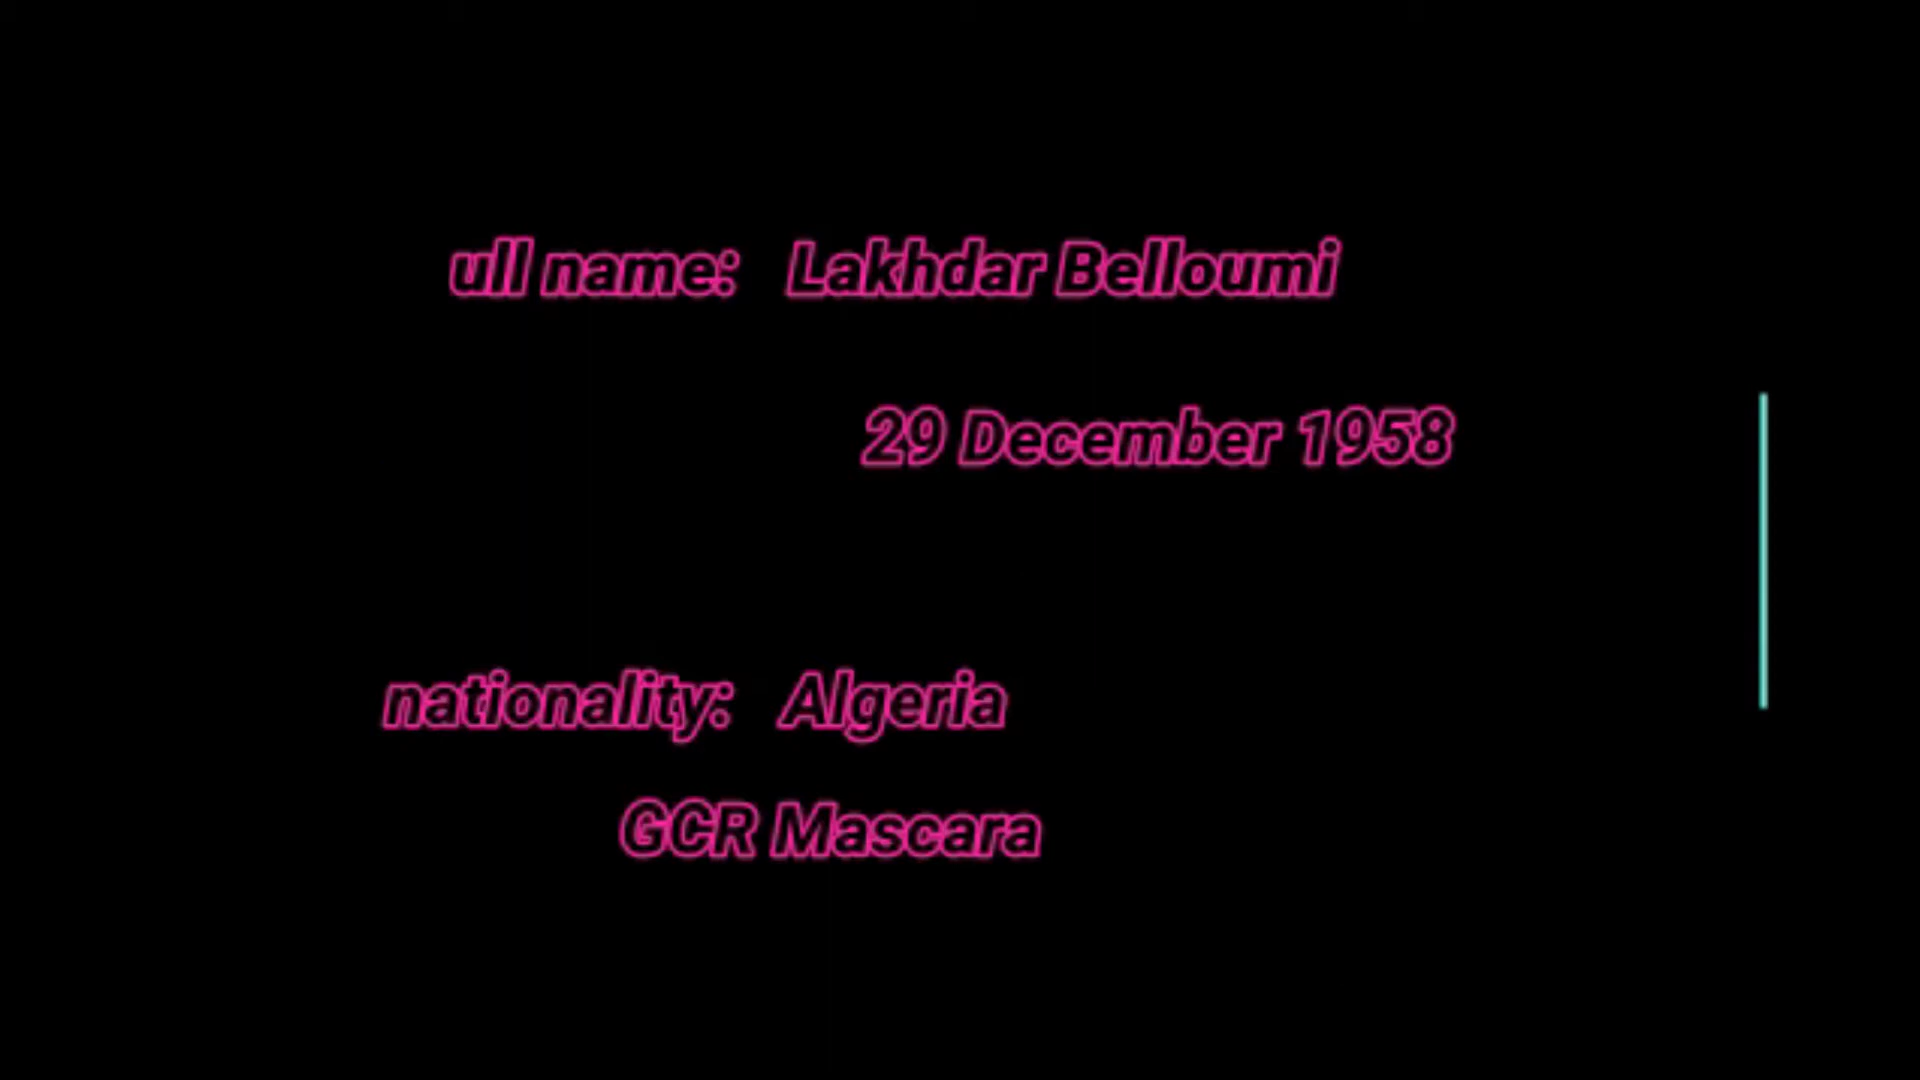 ull name: Lakhdar Belloumi
29 December 1958
nationality: Algeria
GCR Mascara